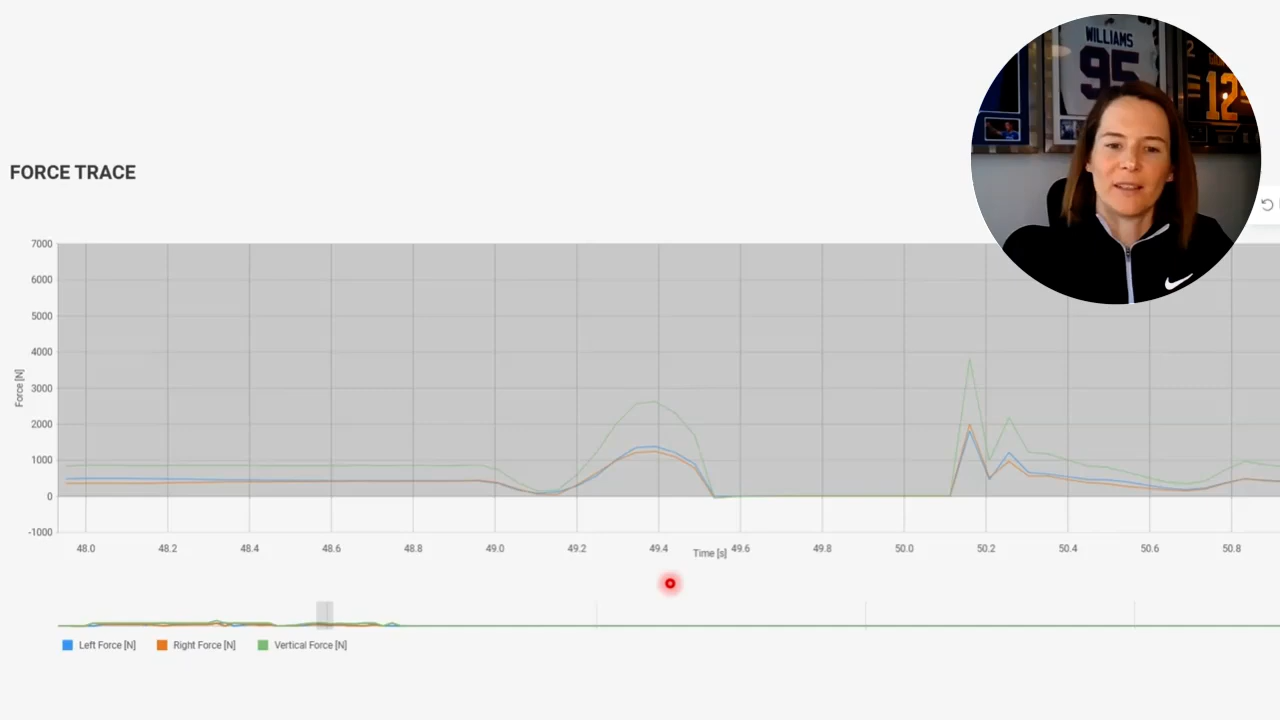 WILLIAMS
95
2
12
FORCE TRACE
7000
6000
5000
4000
3000
2000
1000
0
-1000
Force [N]
48.0 48.2 48.4 48.6 48.8 49.0 49.2 49.4 49.6 49.8 50.0 50.2 50.4 50.6 50.8
Time [s]
Left Force [N] Right Force [N] Vertical Force [N]